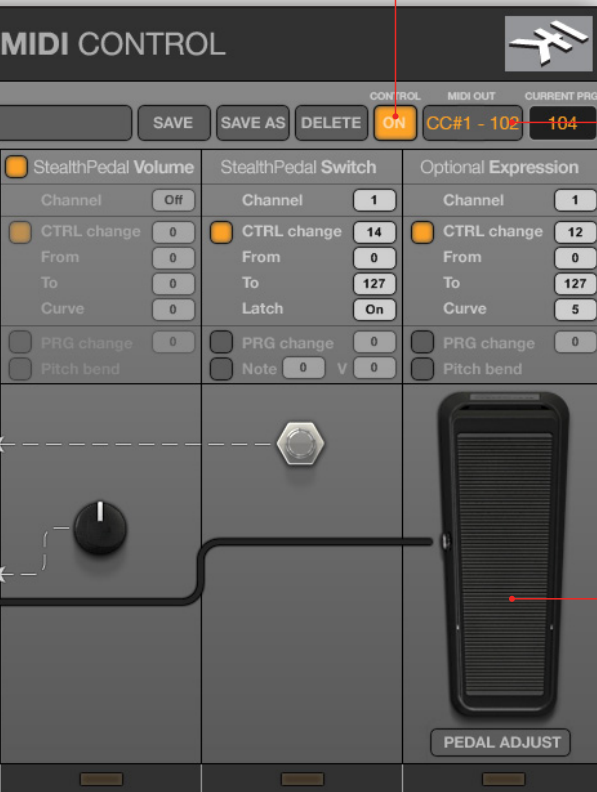 MIDI CONTROL
CONTROL MIDI OUT CURRENT PRG
SAVE SAVE AS DELETE ON CC#1 - 102 104
StealthPedal Volume
Channel Off
CTRL change 0
From 0
To 0
Curve 0
PRG change 0
Pitch bend
StealthPedal Switch
Channel 1
CTRL change 14
From 0
To 127
Latch On
PRG change 0
Note 0 V 0
Optional Expression
Channel 1
CTRL change 12
From 0
To 127
Curve 5
PRG change 0
Pitch bend
PEDAL ADJUST